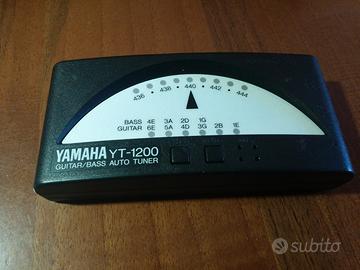 436 438 440 442 444
BASS 4E 3A 2D 1G
GUITAR 6E 5A 4D 3G 2B 1E
YAMAHA YT-1200
GUITAR/BASS AUTO TUNER
subito